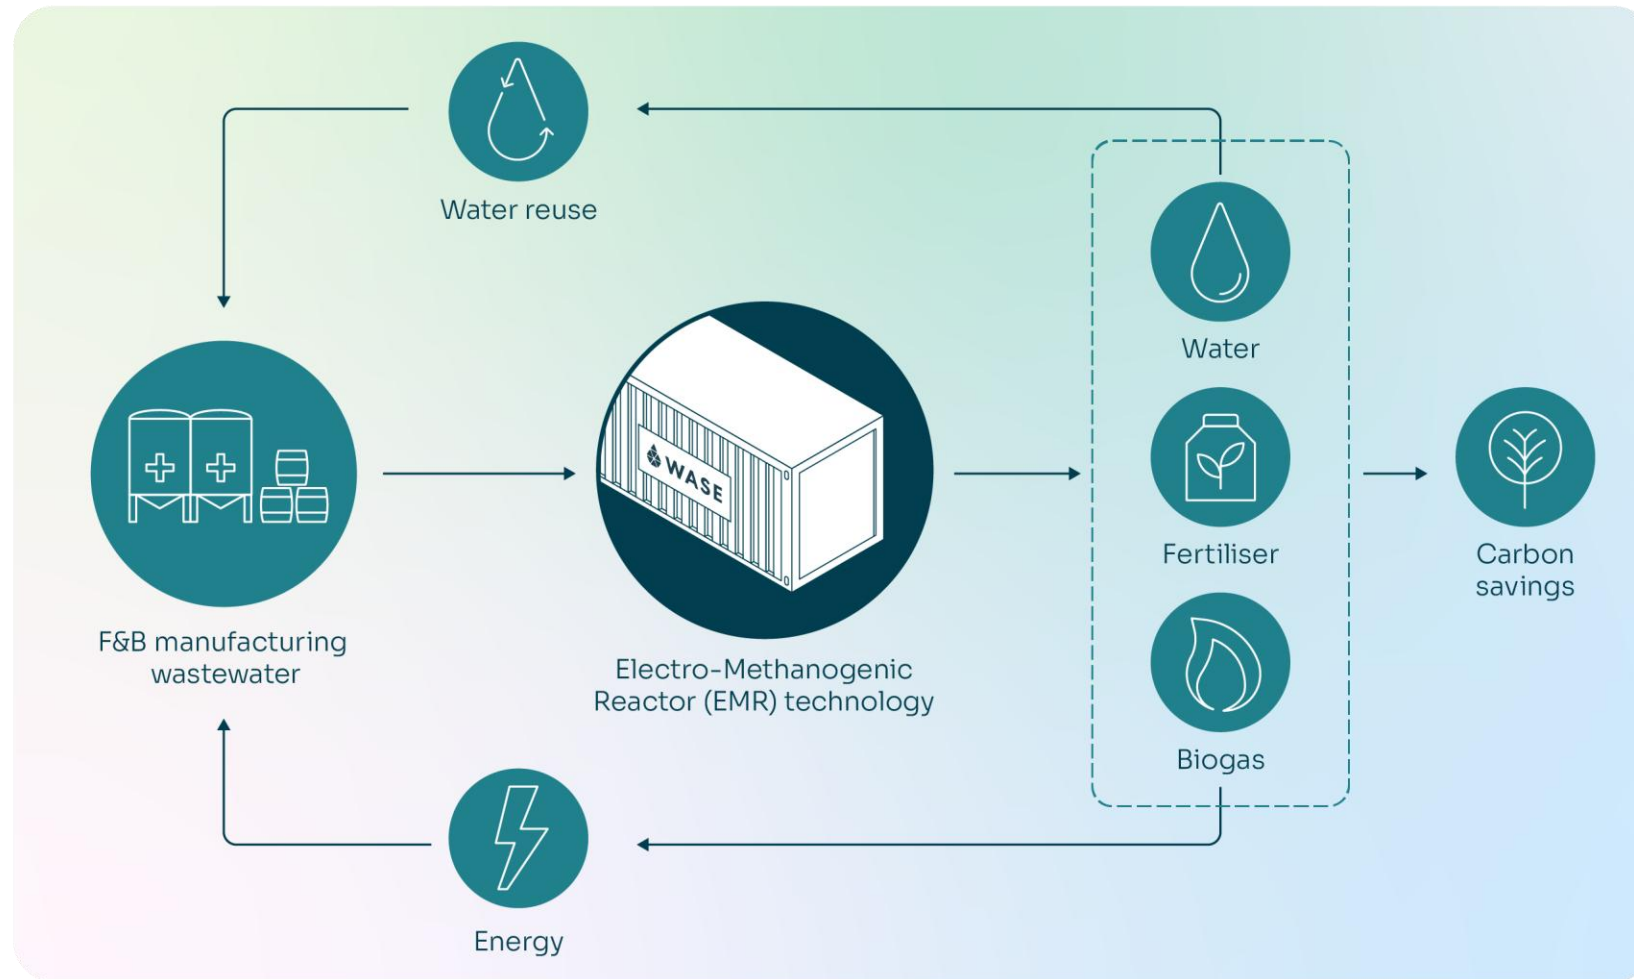 Water reuse
F&B manufacturing
wastewater
WASE
Electro-Methanogenic
Reactor (EMR) technology
Water
Fertiliser
Biogas
Carbon
savings
Energy